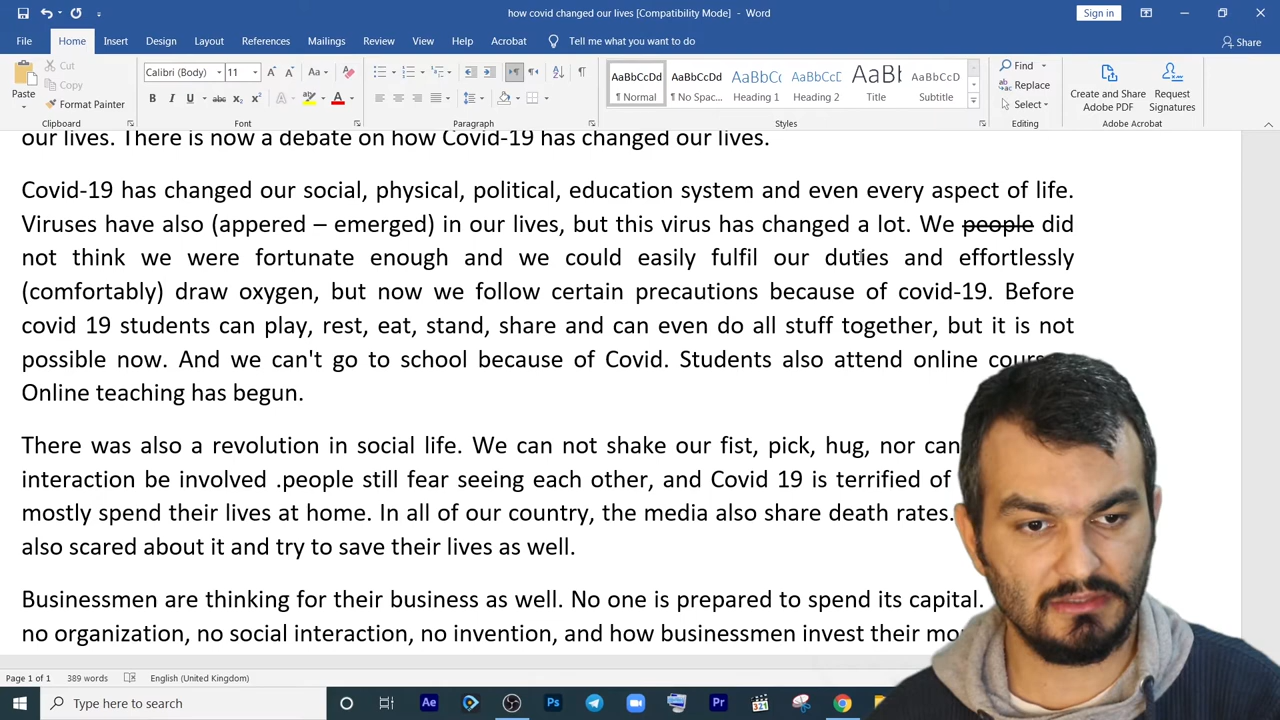 how covid changed our lives [Compatibility Mode] - Word
Sign in
File Home Insert Design Layout References Mailings Review View Help Acrobat Tell me what you want to do Share
Paste Cut Copy Format Painter
Calibri (Body) 11
AaBbCcDd AaBbCcDd AaBbCc AaBbCcD AaBb AaBbCcD
¶ Normal ¶ No Spac... Heading 1 Heading 2 Title Subtitle
Find Replace Select
Create and Share Adobe PDF
Request Signatures
Clipboard Font Paragraph Styles Editing Adobe Acrobat
our lives. There is now a debate on how Covid-19 has changed our lives.
Covid-19 has changed our social, physical, political, education system and even every aspect of life.
Viruses have also (appered – emerged) in our lives, but this virus has changed a lot. We people did
not think we were fortunate enough and we could easily fulfil our duties and effortlessly
(comfortably) draw oxygen, but now we follow certain precautions because of covid-19. Before
covid 19 students can play, rest, eat, stand, share and can even do all stuff together, but it is not
possible now. And we can't go to school because of Covid. Students also attend online
Online teaching has begun.
There was also a revolution in social life. We can not shake our fist, pick, hug, nor can
interaction be involved .people still fear seeing each other, and Covid 19 is terrified of
mostly spend their lives at home. In all of our country, the media also share death rates.
also scared about it and try to save their lives as well.
Businessmen are thinking for their business as well. No one is prepared to spend its capital.
no organization, no social interaction, no invention, and how businessmen invest their
Page 1 of 1 389 words English (United Kingdom)
Type here to search